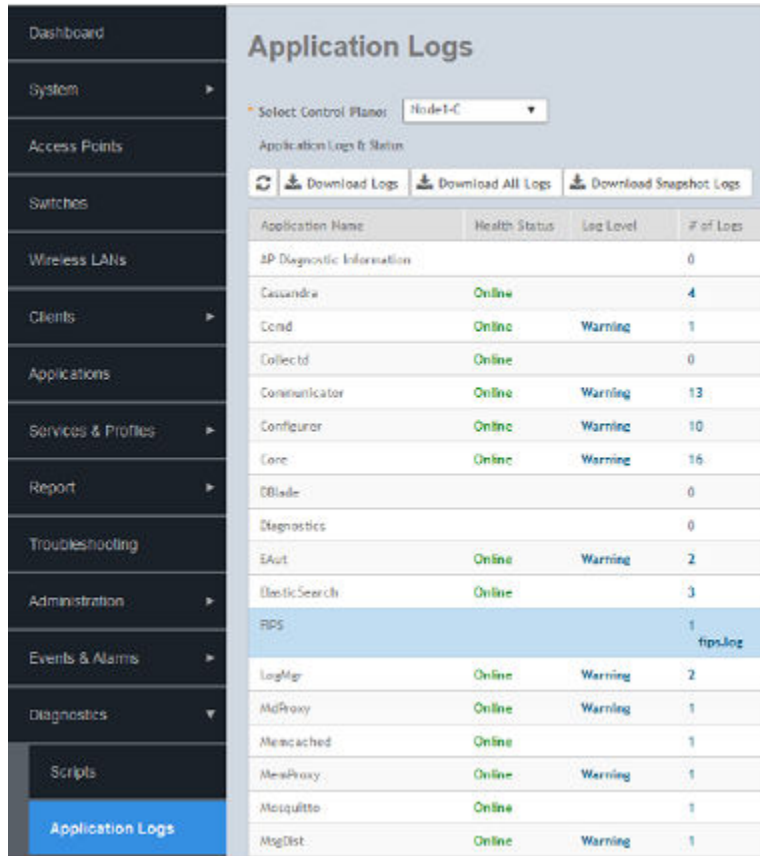 Dashboard
System
Access Points
Switches
Wireless LANs
Clients
Applications
Services & Profiles
Report
Troubleshooting
Administration
Events & Alarms
Diagnostics
Scripts
Application Logs
Application Logs
* Select Control Plane: Node1-C
Application Logs & Status
Download Logs Download All Logs Download Snapshot Logs
Application Name Health Status Log Level # of Logs
AP Diagnostic Information 0
Cassandra Online 4
Ccmd Online Warning 1
Collectd Online 0
Communicator Online Warning 13
Configurer Online Warning 10
Core Online Warning 16
DBlade 0
Diagnostics 0
EAut Online Warning 2
ElasticSearch Online 3
FIPS 1
fips.log
LogMgr Online Warning 2
MdProxy Online Warning 1
Memcached Online 1
MemProxy Online Warning 1
Mosquitto Online 1
MsgDist Online Warning 1